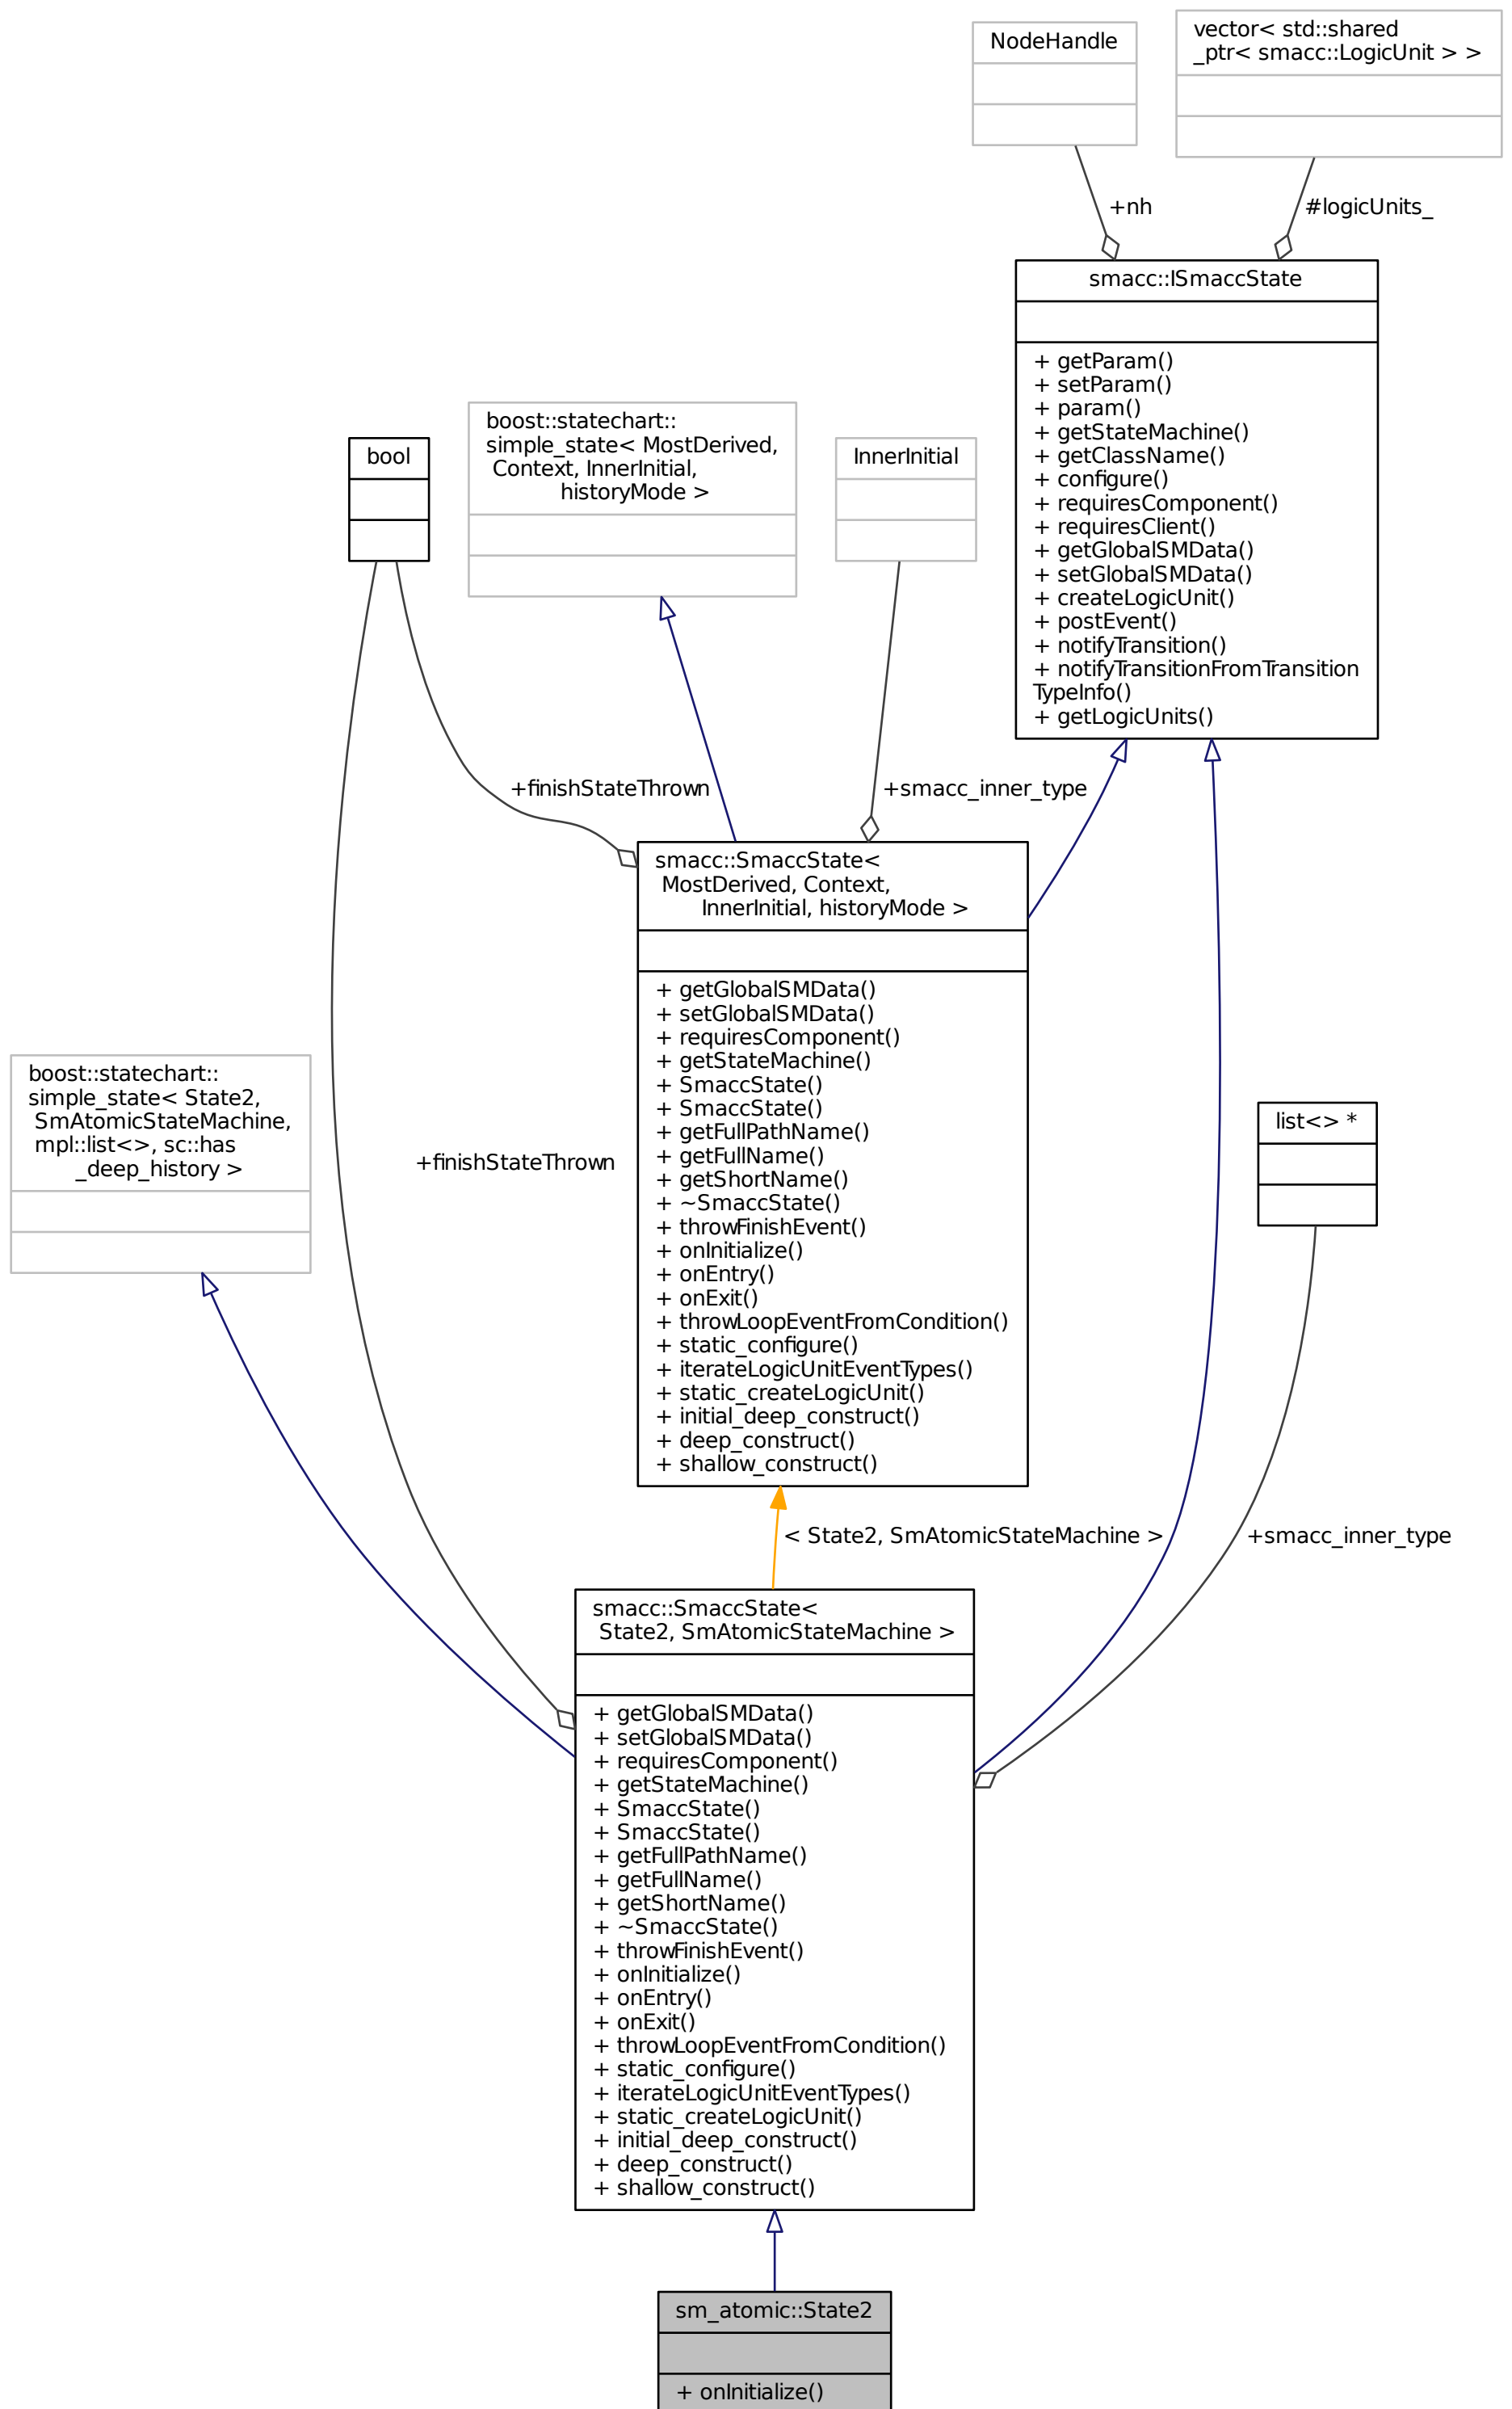 NodeHandle
vector< std::shared
_ptr< smacc::LogicUnit > >
+nh
#logicUnits_
smacc::ISmaccState
+ getParam()
+ setParam()
+ param()
+ getStateMachine()
+ getClassName()
+ configure()
+ requiresComponent()
+ requiresClient()
+ getGlobalSMData()
+ setGlobalSMData()
+ createLogicUnit()
+ postEvent()
+ notifyTransition()
+ notifyTransitionFromTransition
TypeInfo()
+ getLogicUnits()
bool
boost::statechart::
simple_state< MostDerived,
Context, InnerInitial,
historyMode >
InnerInitial
+finishStateThrown
+smacc_inner_type
smacc::SmaccState<
MostDerived, Context,
InnerInitial, historyMode >
+ getGlobalSMData()
+ setGlobalSMData()
+ requiresComponent()
+ getStateMachine()
+ SmaccState()
+ SmaccState()
+ getFullPathName()
+ getFullName()
+ getShortName()
+ ~SmaccState()
+ throwFinishEvent()
+ onInitialize()
+ onEntry()
+ onExit()
+ throwLoopEventFromCondition()
+ static_configure()
+ iterateLogicUnitEventTypes()
+ static_createLogicUnit()
+ initial_deep_construct()
+ deep_construct()
+ shallow_construct()
boost::statechart::
simple_state< State2,
SmAtomicStateMachine,
mpl::list<>, sc::has
_deep_history >
+finishStateThrown
list<> *
< State2, SmAtomicStateMachine >
+smacc_inner_type
smacc::SmaccState<
State2, SmAtomicStateMachine >
+ getGlobalSMData()
+ setGlobalSMData()
+ requiresComponent()
+ getStateMachine()
+ SmaccState()
+ SmaccState()
+ getFullPathName()
+ getFullName()
+ getShortName()
+ ~SmaccState()
+ throwFinishEvent()
+ onInitialize()
+ onEntry()
+ onExit()
+ throwLoopEventFromCondition()
+ static_configure()
+ iterateLogicUnitEventTypes()
+ static_createLogicUnit()
+ initial_deep_construct()
+ deep_construct()
+ shallow_construct()
sm_atomic::State2
+ onInitialize()